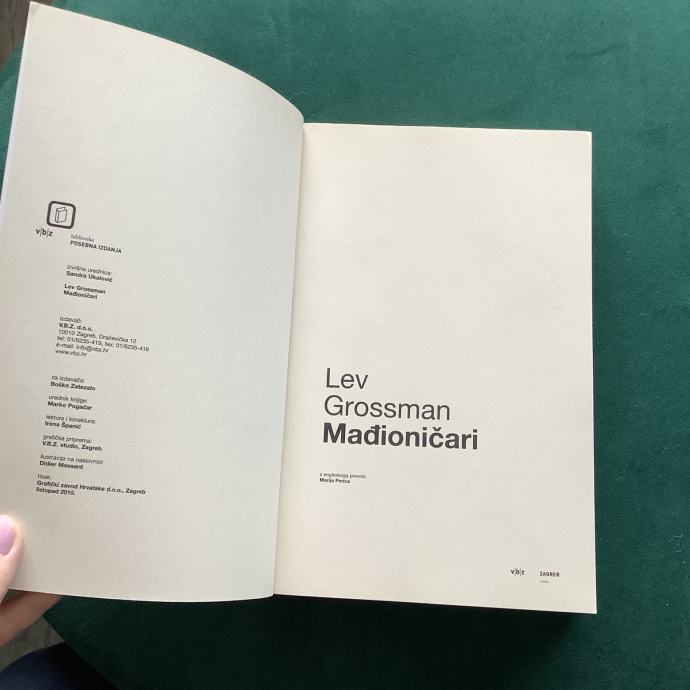 v|b|z
biblioteka
POSEBNA IZDANJA
izvršna urednica:
Sandra Ukalović
Lev Grossman
Mađioničari
izdavač:
V.B.Z. d.o.o.
10010 Zagreb, Dračevička 12
tel: 01/6235-419, fax: 01/6235-418
e-mail: info@vbz.hr
www.vbz.hr
za izdavača:
Boško Zatezalo
urednik knjige:
Marko Pogačar
lektura i korektura:
Irena Španić
grafička priprema:
V.B.Z. studio, Zagreb
ilustracija na naslovnici:
Didier Massard
tisak:
Grafički zavod Hrvatske d.o.o., Zagreb
listopad 2010.
Lev
Grossman
Mađioničari
s engleskoga prevela:
Marija Perica
v|b|z ZAGREB